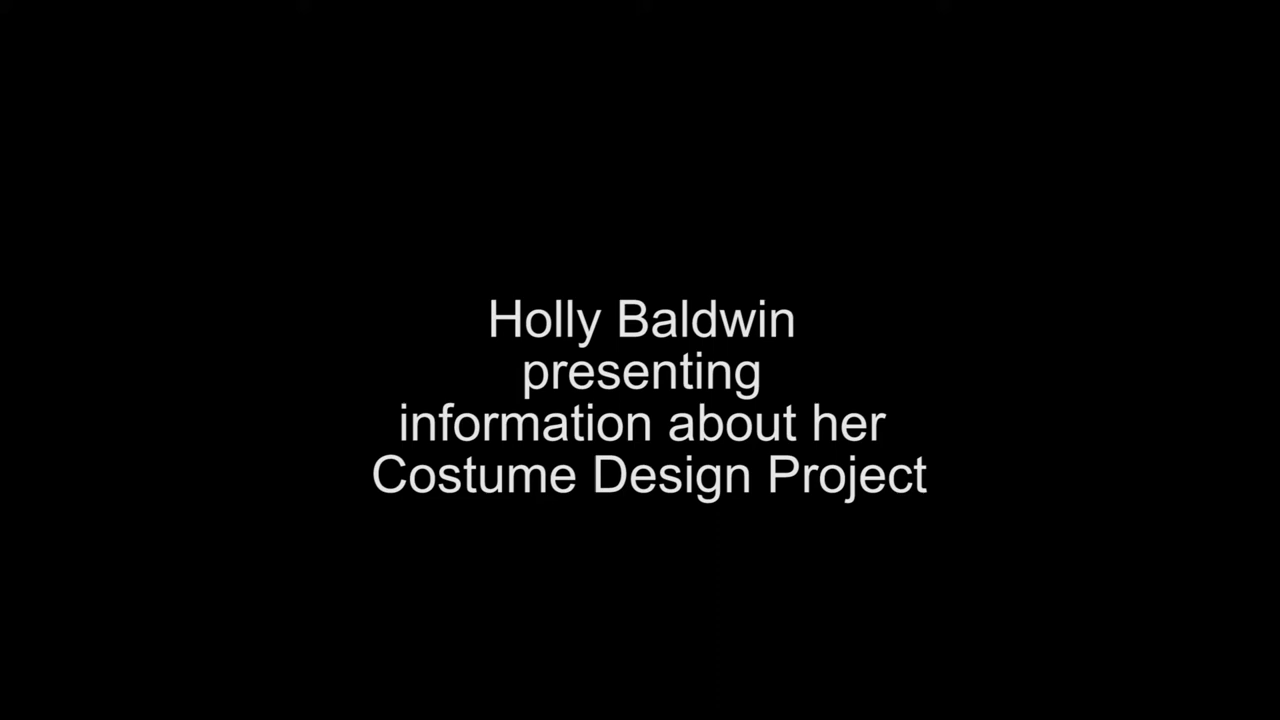 Holly Baldwin
presenting
information about her
Costume Design Project